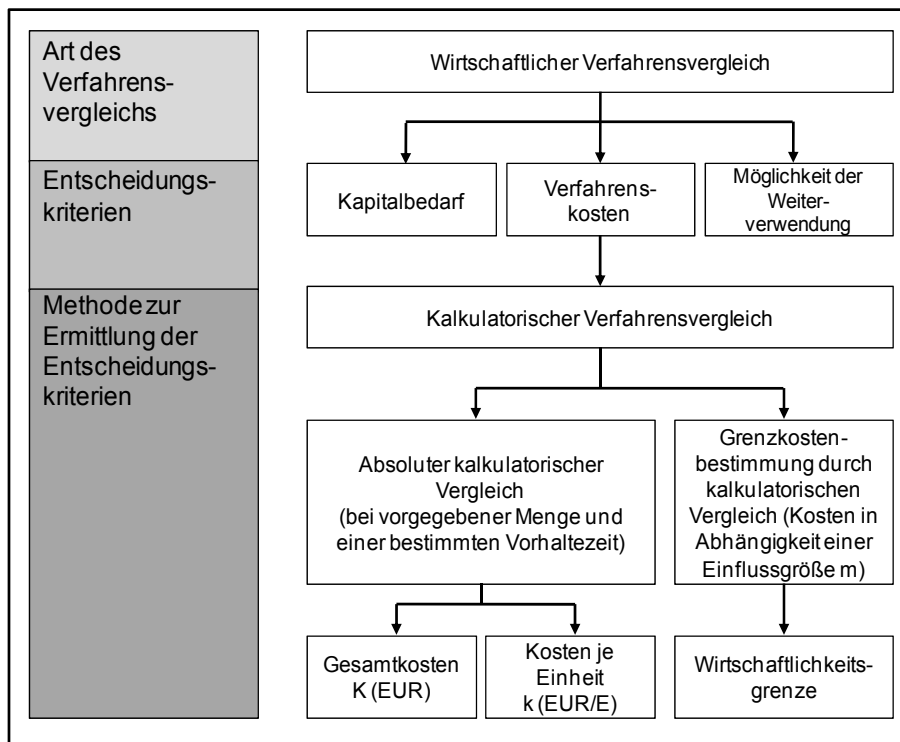 Art des
Verfahrens-
vergleichs
Wirtschaftlicher Verfahrensvergleich
Entscheidungs-
kriterien
Kapitalbedarf
Verfahrens-
kosten
Möglichkeit der
Weiter-
verwendung
Methode zur
Ermittlung der
Entscheidungs-
kriterien
Kalkulatorischer Verfahrensvergleich
Absoluter kalkulatorischer
Vergleich
(bei vorgegebener Menge und
einer bestimmten Vorhaltezeit)
Grenzkosten-
bestimmung durch
kalkulatorischen
Vergleich (Kosten in
Abhängigkeit einer
Einflussgröße m)
Gesamtkosten
K (EUR)
Kosten je
Einheit
k (EUR/E)
Wirtschaftlichkeits-
grenze